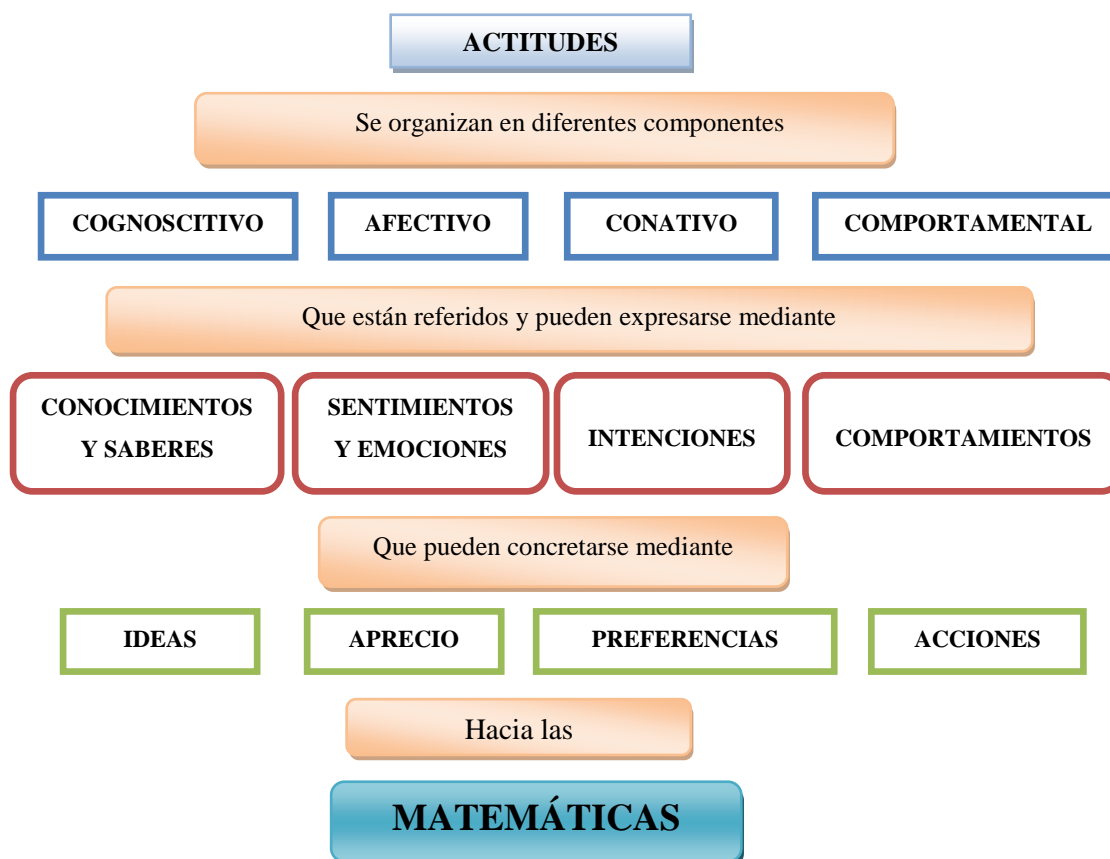 ACTITUDES
Se organizan en diferentes componentes
COGNOSCITIVO
AFECTIVO
CONATIVO
COMPORTAMENTAL
Que están referidos y pueden expresarse mediante
CONOCIMIENTOS
Y SABERES
SENTIMIENTOS
Y EMOCIONES
INTENCIONES
COMPORTAMIENTOS
Que pueden concretarse mediante
IDEAS
APRECIO
PREFERENCIAS
ACCIONES
Hacia las
MATEMÁTICAS